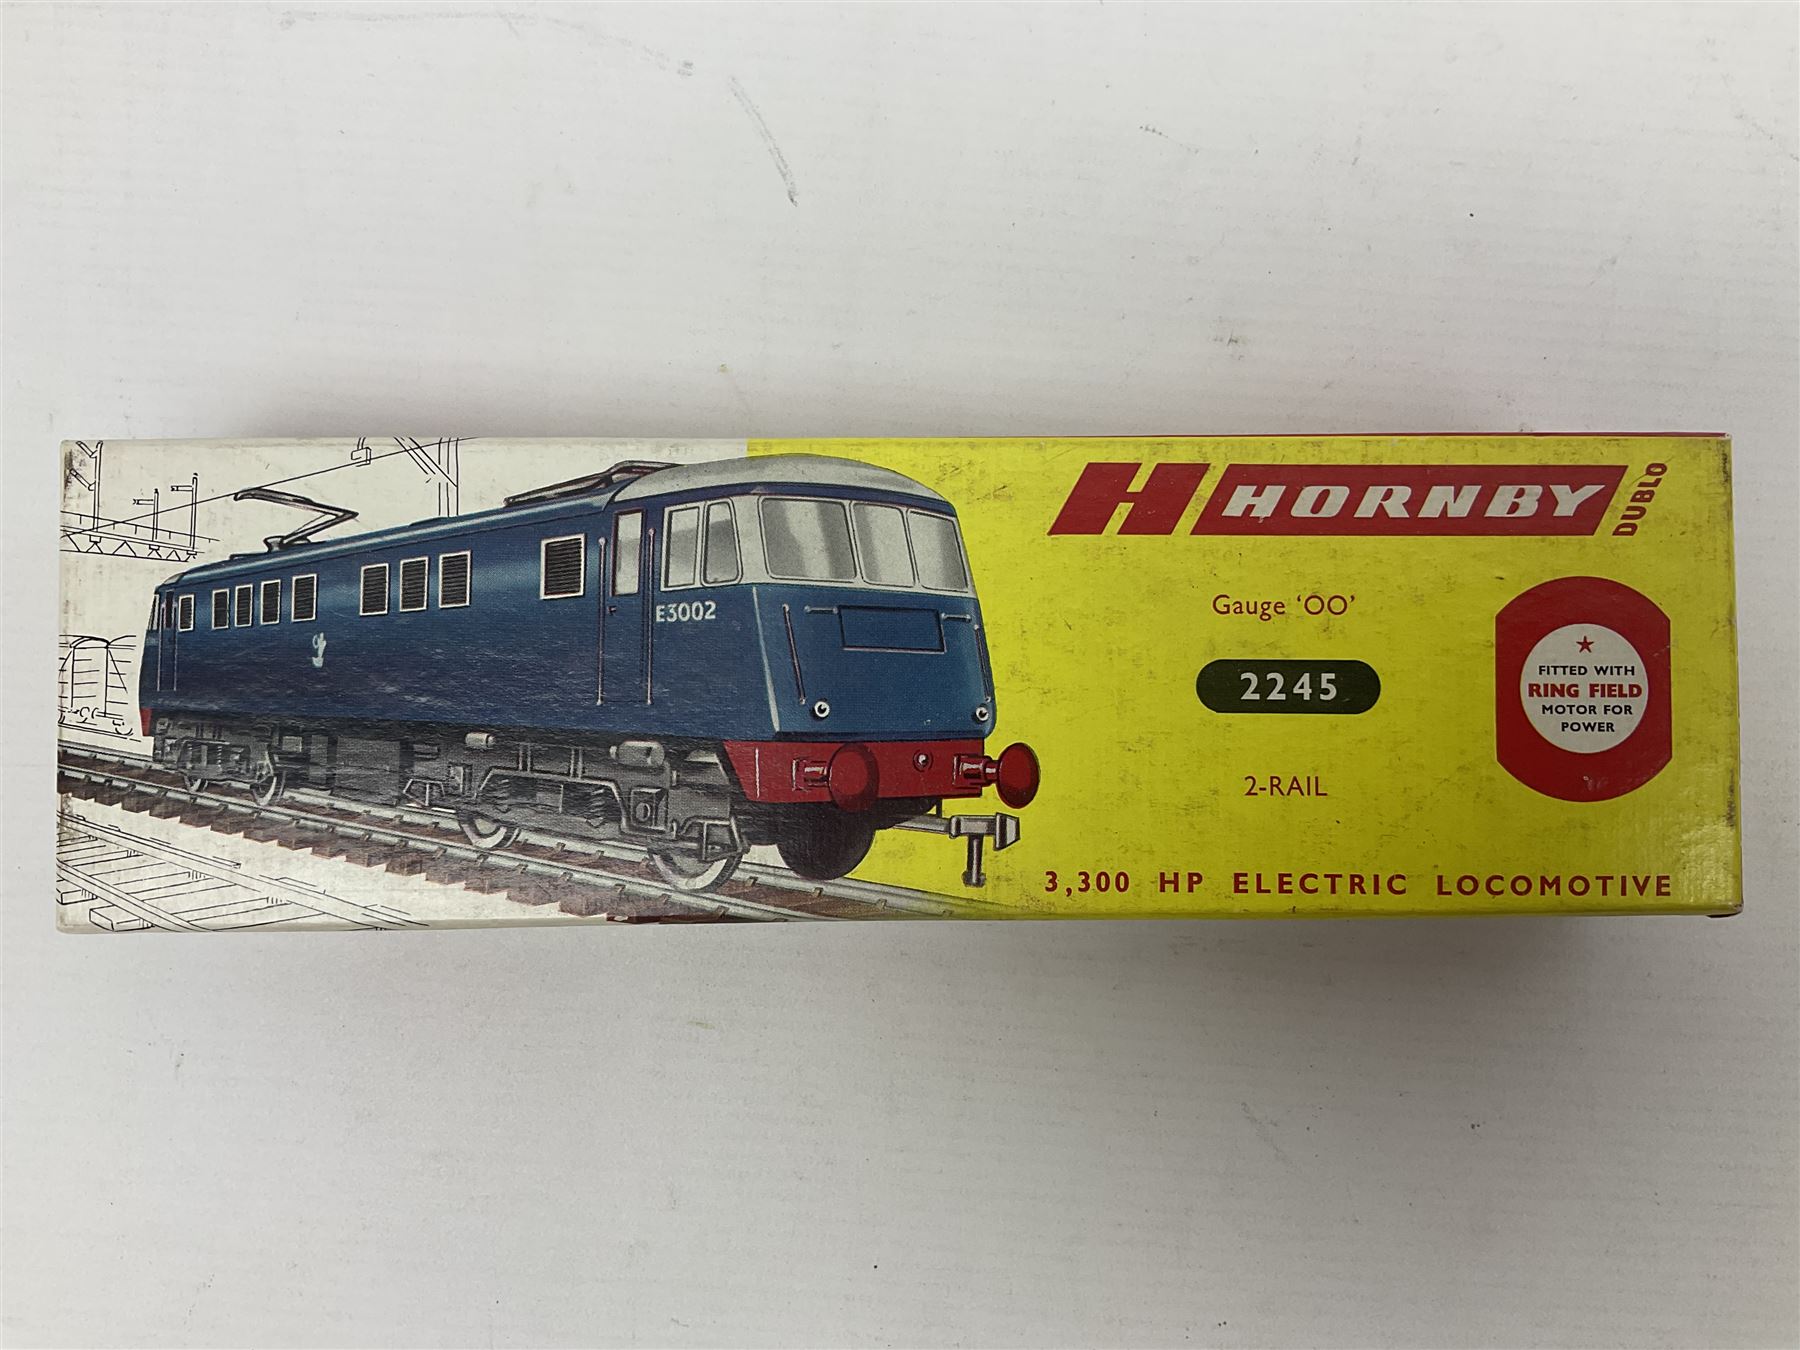 H HORNBY DUBLO
Gauge 'OO'
2245
2-RAIL
3,300 HP ELECTRIC LOCOMOTIVE
FITTED WITH
RING FIELD
MOTOR FOR
POWER
E3002